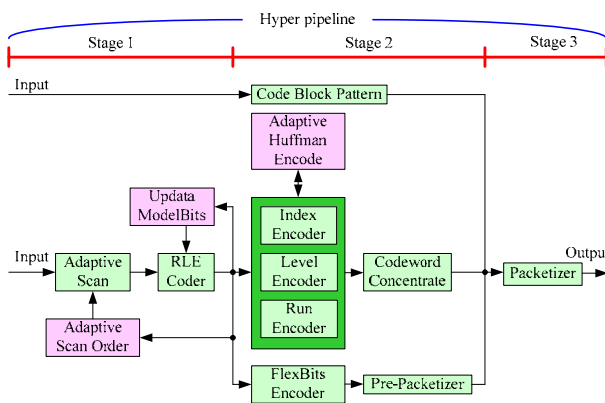 Hyper pipeline
Stage 1
Stage 2
Stage 3
Input
Code Block Pattern
Adaptive
Huffman
Encode
Updata
ModelBits
Index
Encoder
Input
Adaptive
Scan
RLE
Coder
Level
Encoder
Codeword
Concentrate
Output
Packetizer
Run
Encoder
Adaptive
Scan Order
FlexBits
Encoder
Pre-Packetizer